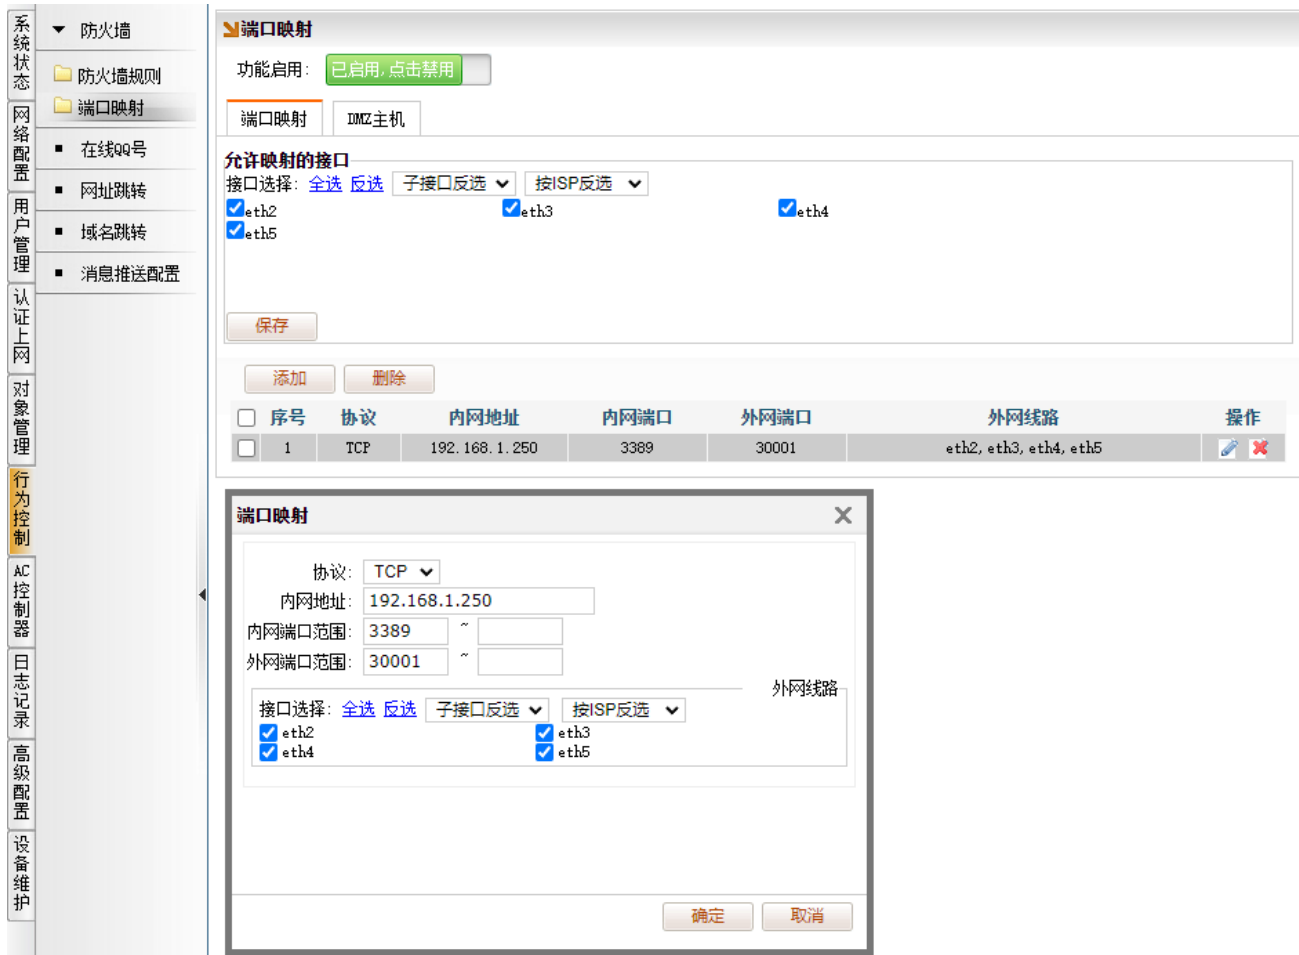 系统状态
网络配置
用户管理
认证上网
对象管理
行为控制
AC控制器
日志记录
高级配置
设备维护
防火墙
防火墙规则
端口映射
在线QQ号
网址跳转
域名跳转
消息推送配置
端口映射
功能启用: 已启用,点击禁用
端口映射 DMZ主机
允许映射的接口
接口选择: 全选 反选 子接口反选 按ISP反选
eth2 eth3 eth4
eth5
保存
添加 删除
序号 协议 内网地址 内网端口 外网端口 外网线路 操作
1 TCP 192.168.1.250 3389 30001 eth2, eth3, eth4, eth5
端口映射
协议: TCP
内网地址: 192.168.1.250
内网端口范围: 3389 ~
外网端口范围: 30001 ~
外网线路
接口选择: 全选 反选 子接口反选 按ISP反选
eth2 eth3
eth4 eth5
确定 取消